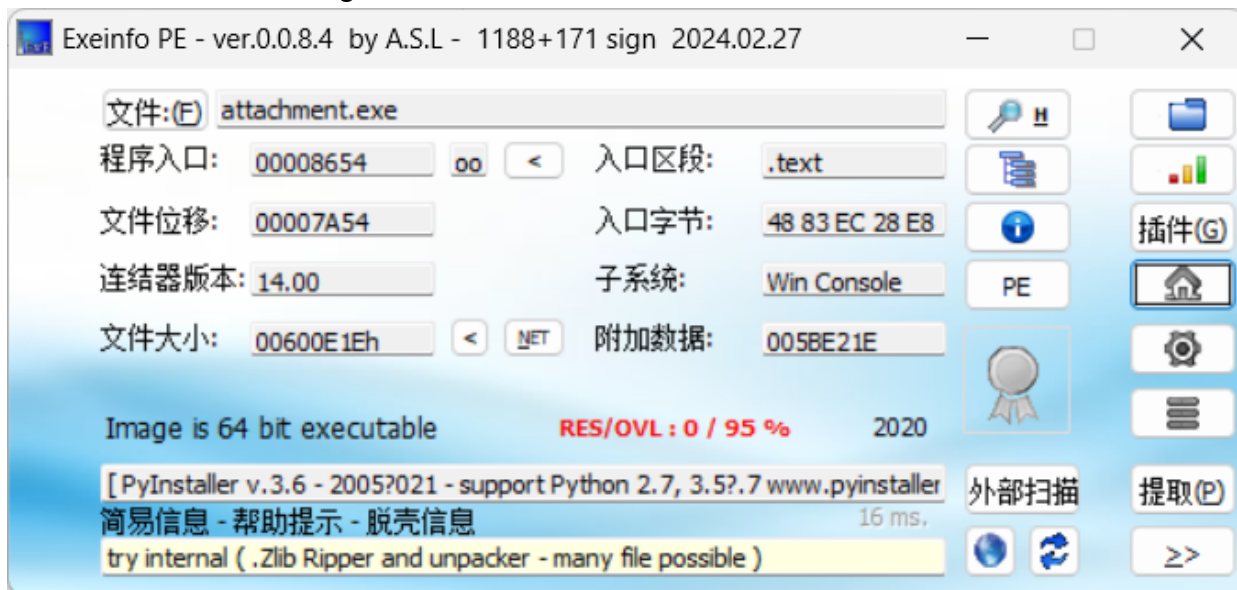 Exeinfo PE - ver.0.0.8.4 by A.S.L - 1188+171 sign 2024.02.27
文件:(F) attachment.exe H
程序入口: 00008654 oo < 入口区段: .text
文件位移: 00007A54 入口字节: 48 83 EC 28 E8 插件(G)
连结器版本: 14.00 子系统: Win Console PE
文件大小: 00600E1Eh < NET 附加数据: 005BE21E
Image is 64 bit executable RES/OVL : 0 / 95 % 2020
[ PyInstaller v.3.6 - 2005?021 - support Python 2.7, 3.5?.7 www.pyinstaller 外部扫描 提取(P)
简易信息 - 帮助提示 - 脱壳信息 16 ms.
try internal ( .Zlib Ripper and unpacker - many file possible ) >>